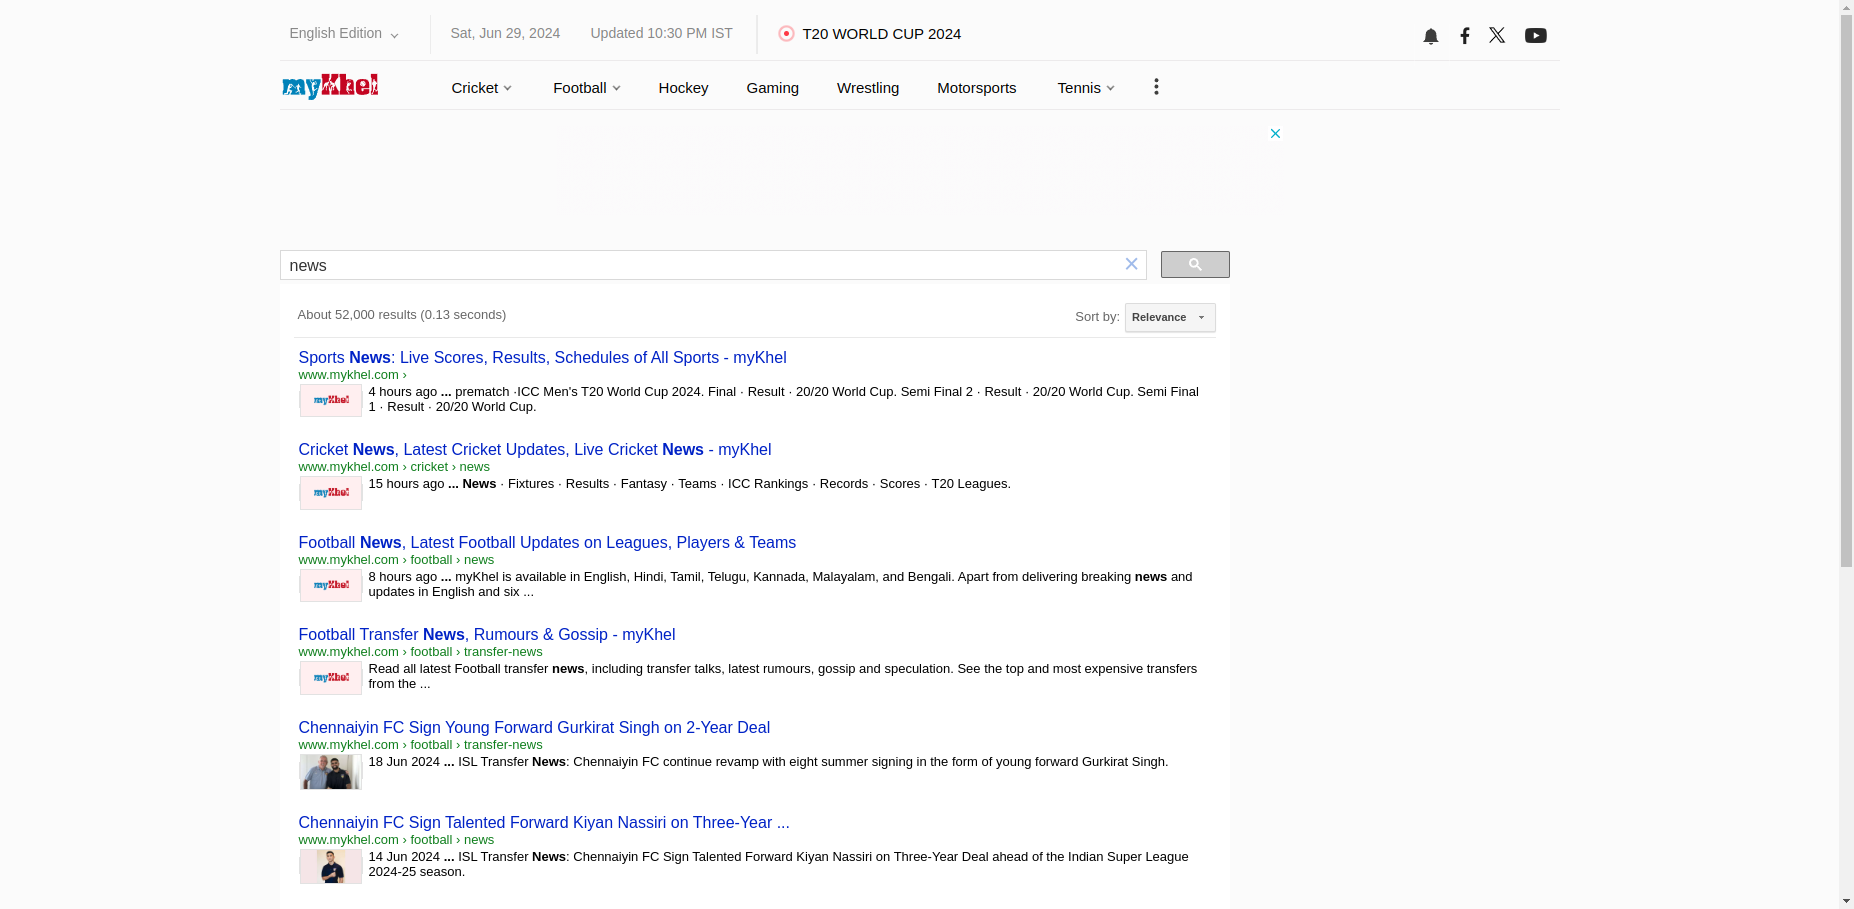 English Edition
Sat, Jun 29, 2024
Updated 10:30 PM IST
T20 WORLD CUP 2024
myKhel
Cricket
Football
Hockey
Gaming
Wrestling
Motorsports
Tennis
news
About 52,000 results (0.13 seconds)
Sort by:
Relevance
Sports News: Live Scores, Results, Schedules of All Sports - myKhel
www.mykhel.com ›
myKhel
4 hours ago ... prematch ·ICC Men's T20 World Cup 2024. Final · Result · 20/20 World Cup. Semi Final 2 · Result · 20/20 World Cup. Semi Final
1 · Result · 20/20 World Cup.
Cricket News, Latest Cricket Updates, Live Cricket News - myKhel
www.mykhel.com › cricket › news
myKhel
15 hours ago ... News · Fixtures · Results · Fantasy · Teams · ICC Rankings · Records · Scores · T20 Leagues.
Football News, Latest Football Updates on Leagues, Players & Teams
www.mykhel.com › football › news
myKhel
8 hours ago ... myKhel is available in English, Hindi, Tamil, Telugu, Kannada, Malayalam, and Bengali. Apart from delivering breaking news and
updates in English and six ...
Football Transfer News, Rumours & Gossip - myKhel
www.mykhel.com › football › transfer-news
myKhel
Read all latest Football transfer news, including transfer talks, latest rumours, gossip and speculation. See the top and most expensive transfers
from the ...
Chennaiyin FC Sign Young Forward Gurkirat Singh on 2-Year Deal
www.mykhel.com › football › transfer-news
18 Jun 2024 ... ISL Transfer News: Chennaiyin FC continue revamp with eight summer signing in the form of young forward Gurkirat Singh.
Chennaiyin FC Sign Talented Forward Kiyan Nassiri on Three-Year ...
www.mykhel.com › football › news
14 Jun 2024 ... ISL Transfer News: Chennaiyin FC Sign Talented Forward Kiyan Nassiri on Three-Year Deal ahead of the Indian Super League
2024-25 season.